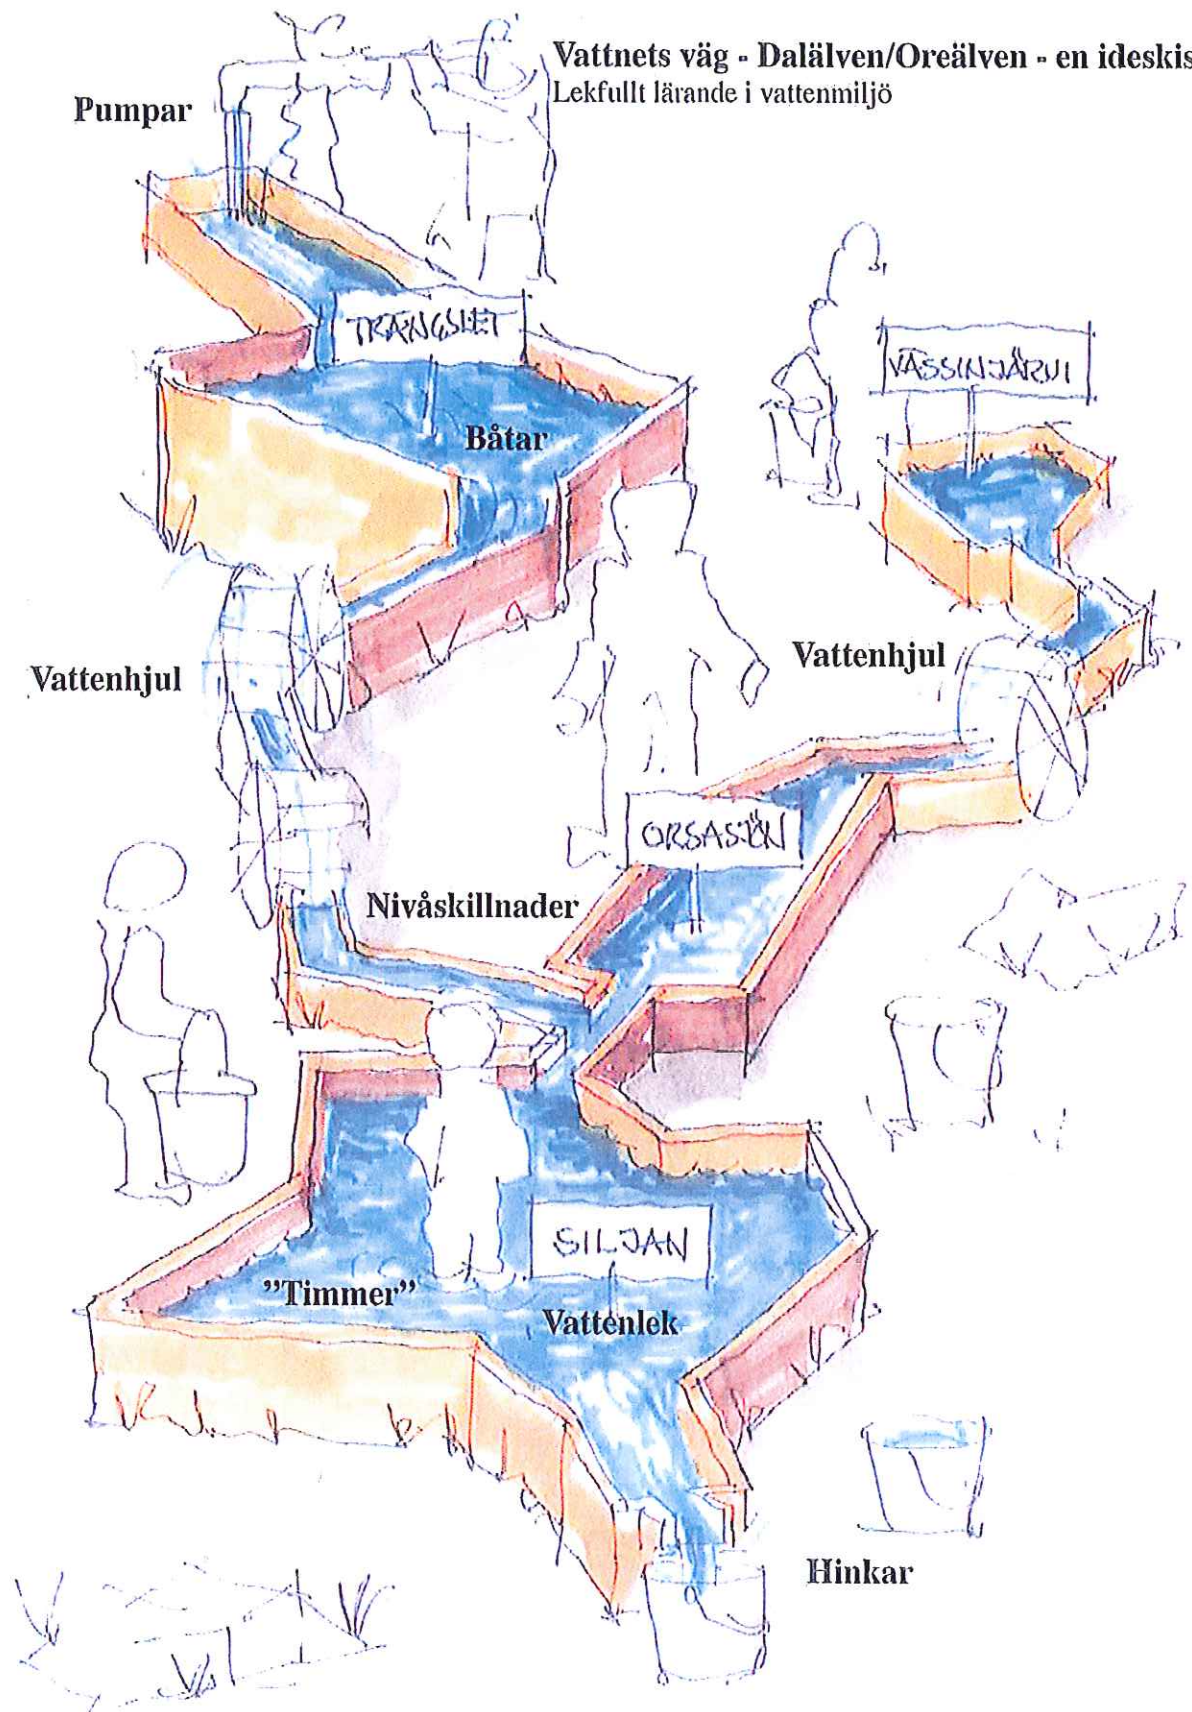 Vattnets väg - Dalälven/Oreälven - en ideskis
Lekfullt lärande i vattenmiljö
Pumpar
TRÄNGSLET
VÄSSINJÄRVI
Båtar
Vattenhjul
Vattenhjul
ORSASJÖN
Nivåskillnader
SILJAN
"Timmer"
Vattenlek
Hinkar